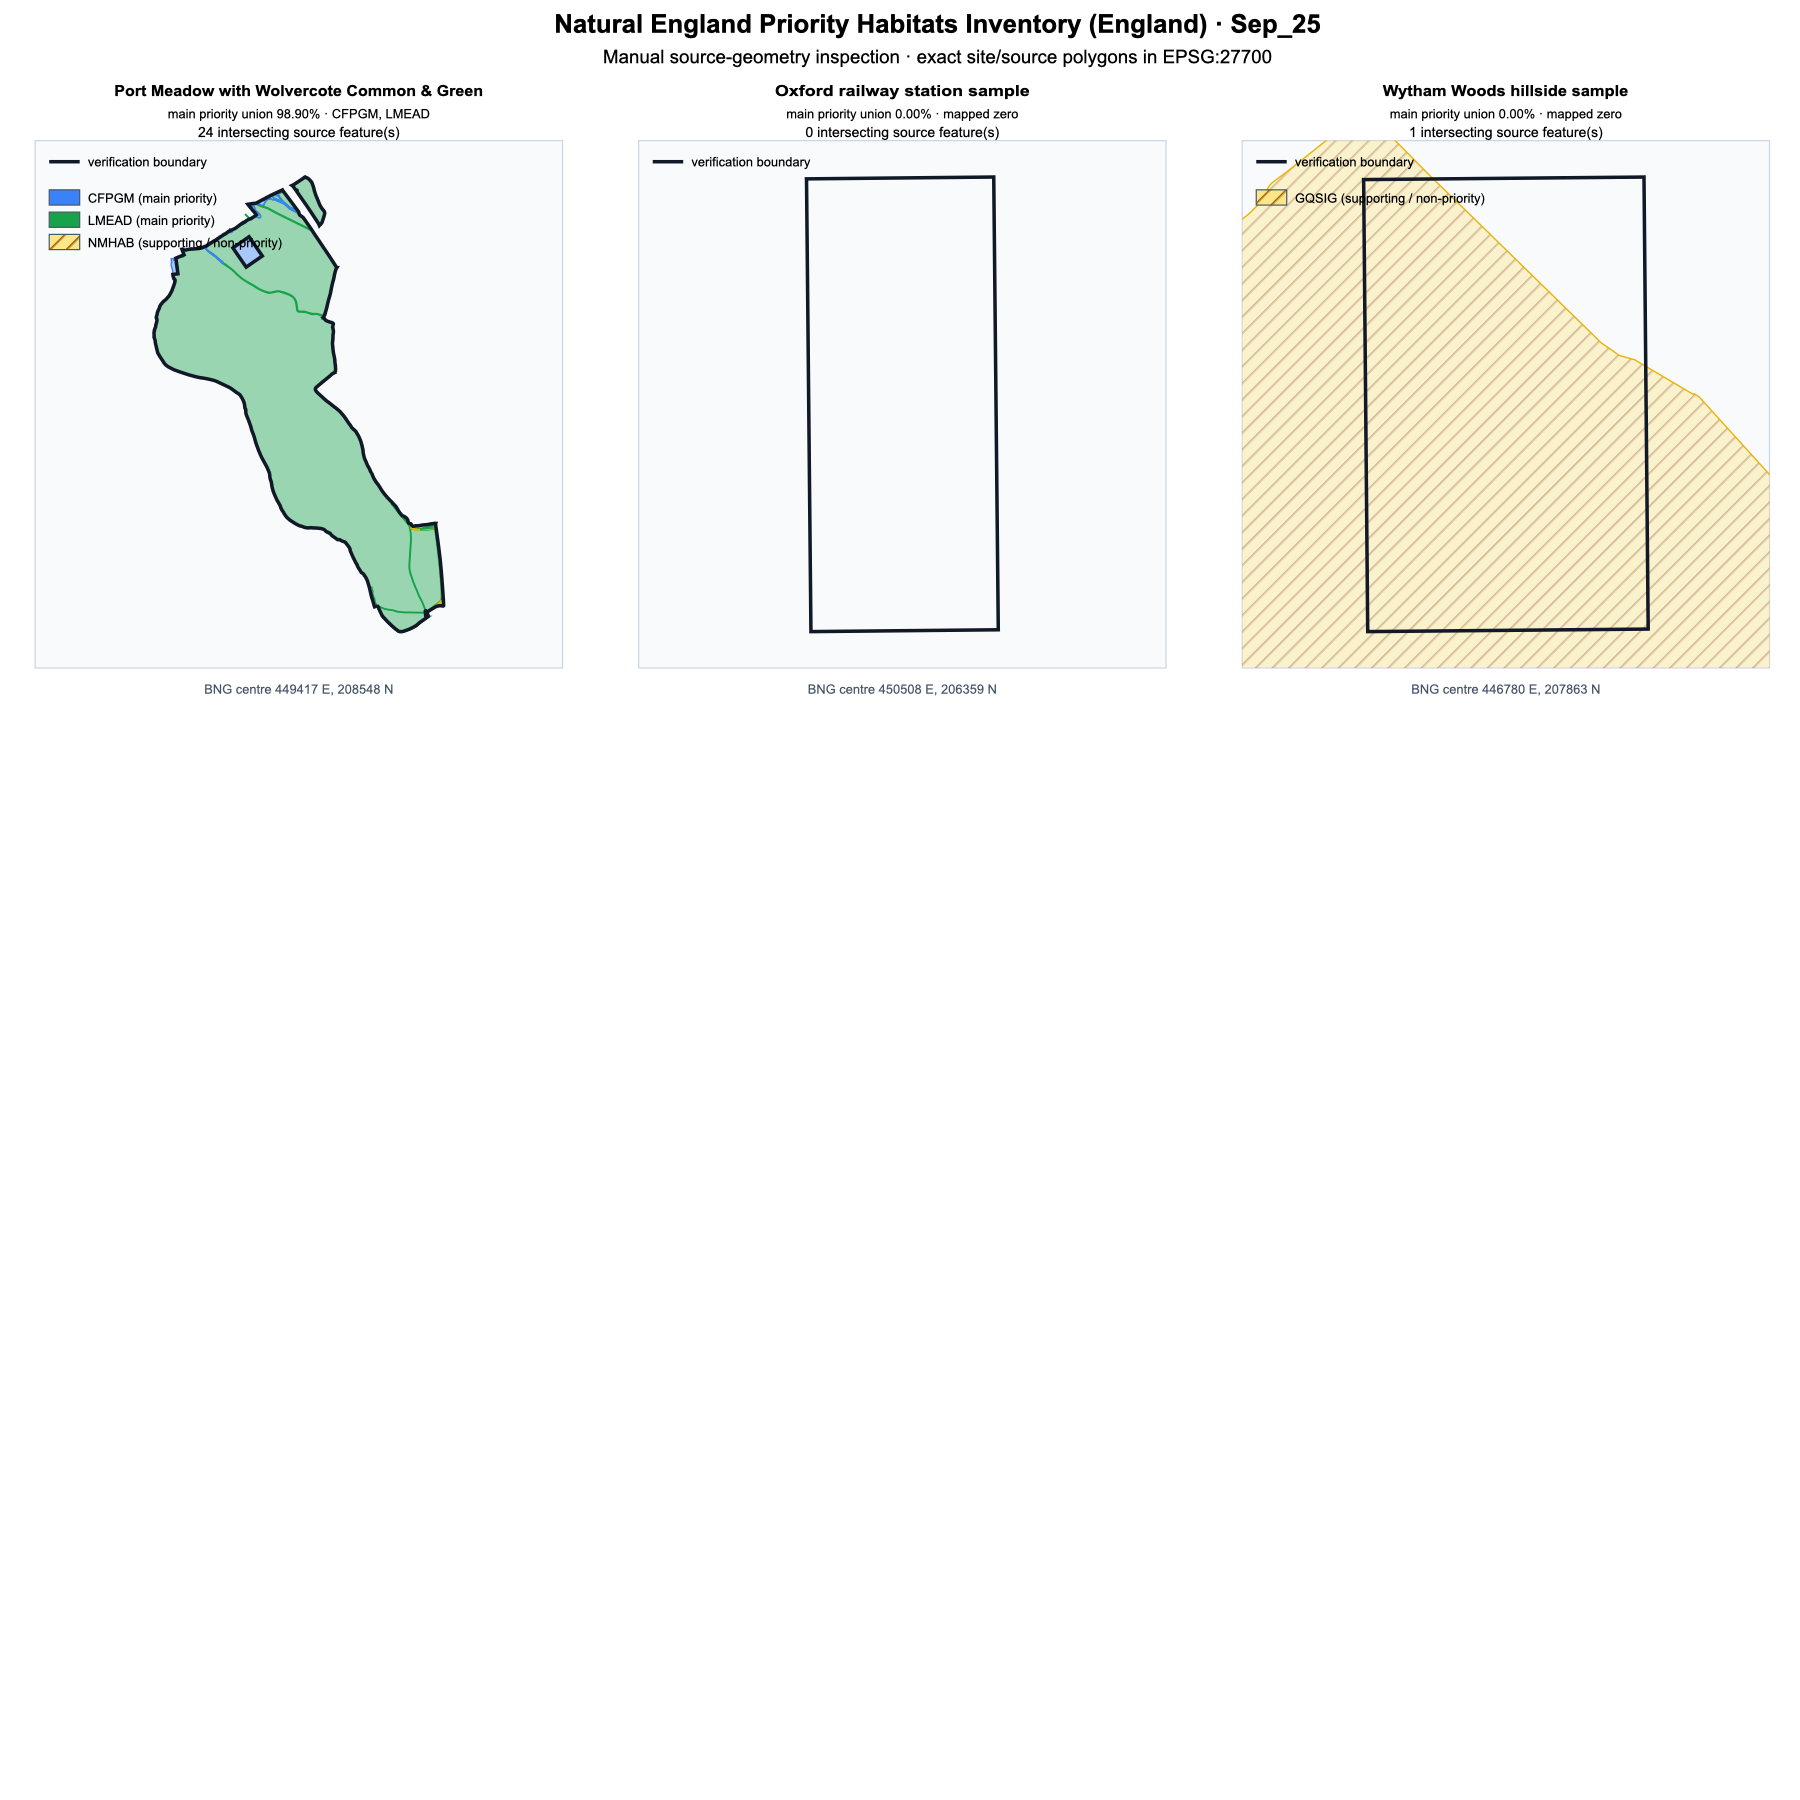 Natural England Priority Habitats Inventory (England) · Sep_25
Manual source-geometry inspection · exact site/source polygons in EPSG:27700
Port Meadow with Wolvercote Common & Green
main priority union 98.90% · CFPGM, LMEAD
24 intersecting source feature(s)
verification boundary
CFPGM (main priority)
LMEAD (main priority)
NMHAB (supporting / non-priority)
BNG centre 449417 E, 208548 N
Oxford railway station sample
main priority union 0.00% · mapped zero
0 intersecting source feature(s)
verification boundary
BNG centre 450508 E, 206359 N
Wytham Woods hillside sample
main priority union 0.00% · mapped zero
1 intersecting source feature(s)
verification boundary
GQSIG (supporting / non-priority)
BNG centre 446780 E, 207863 N